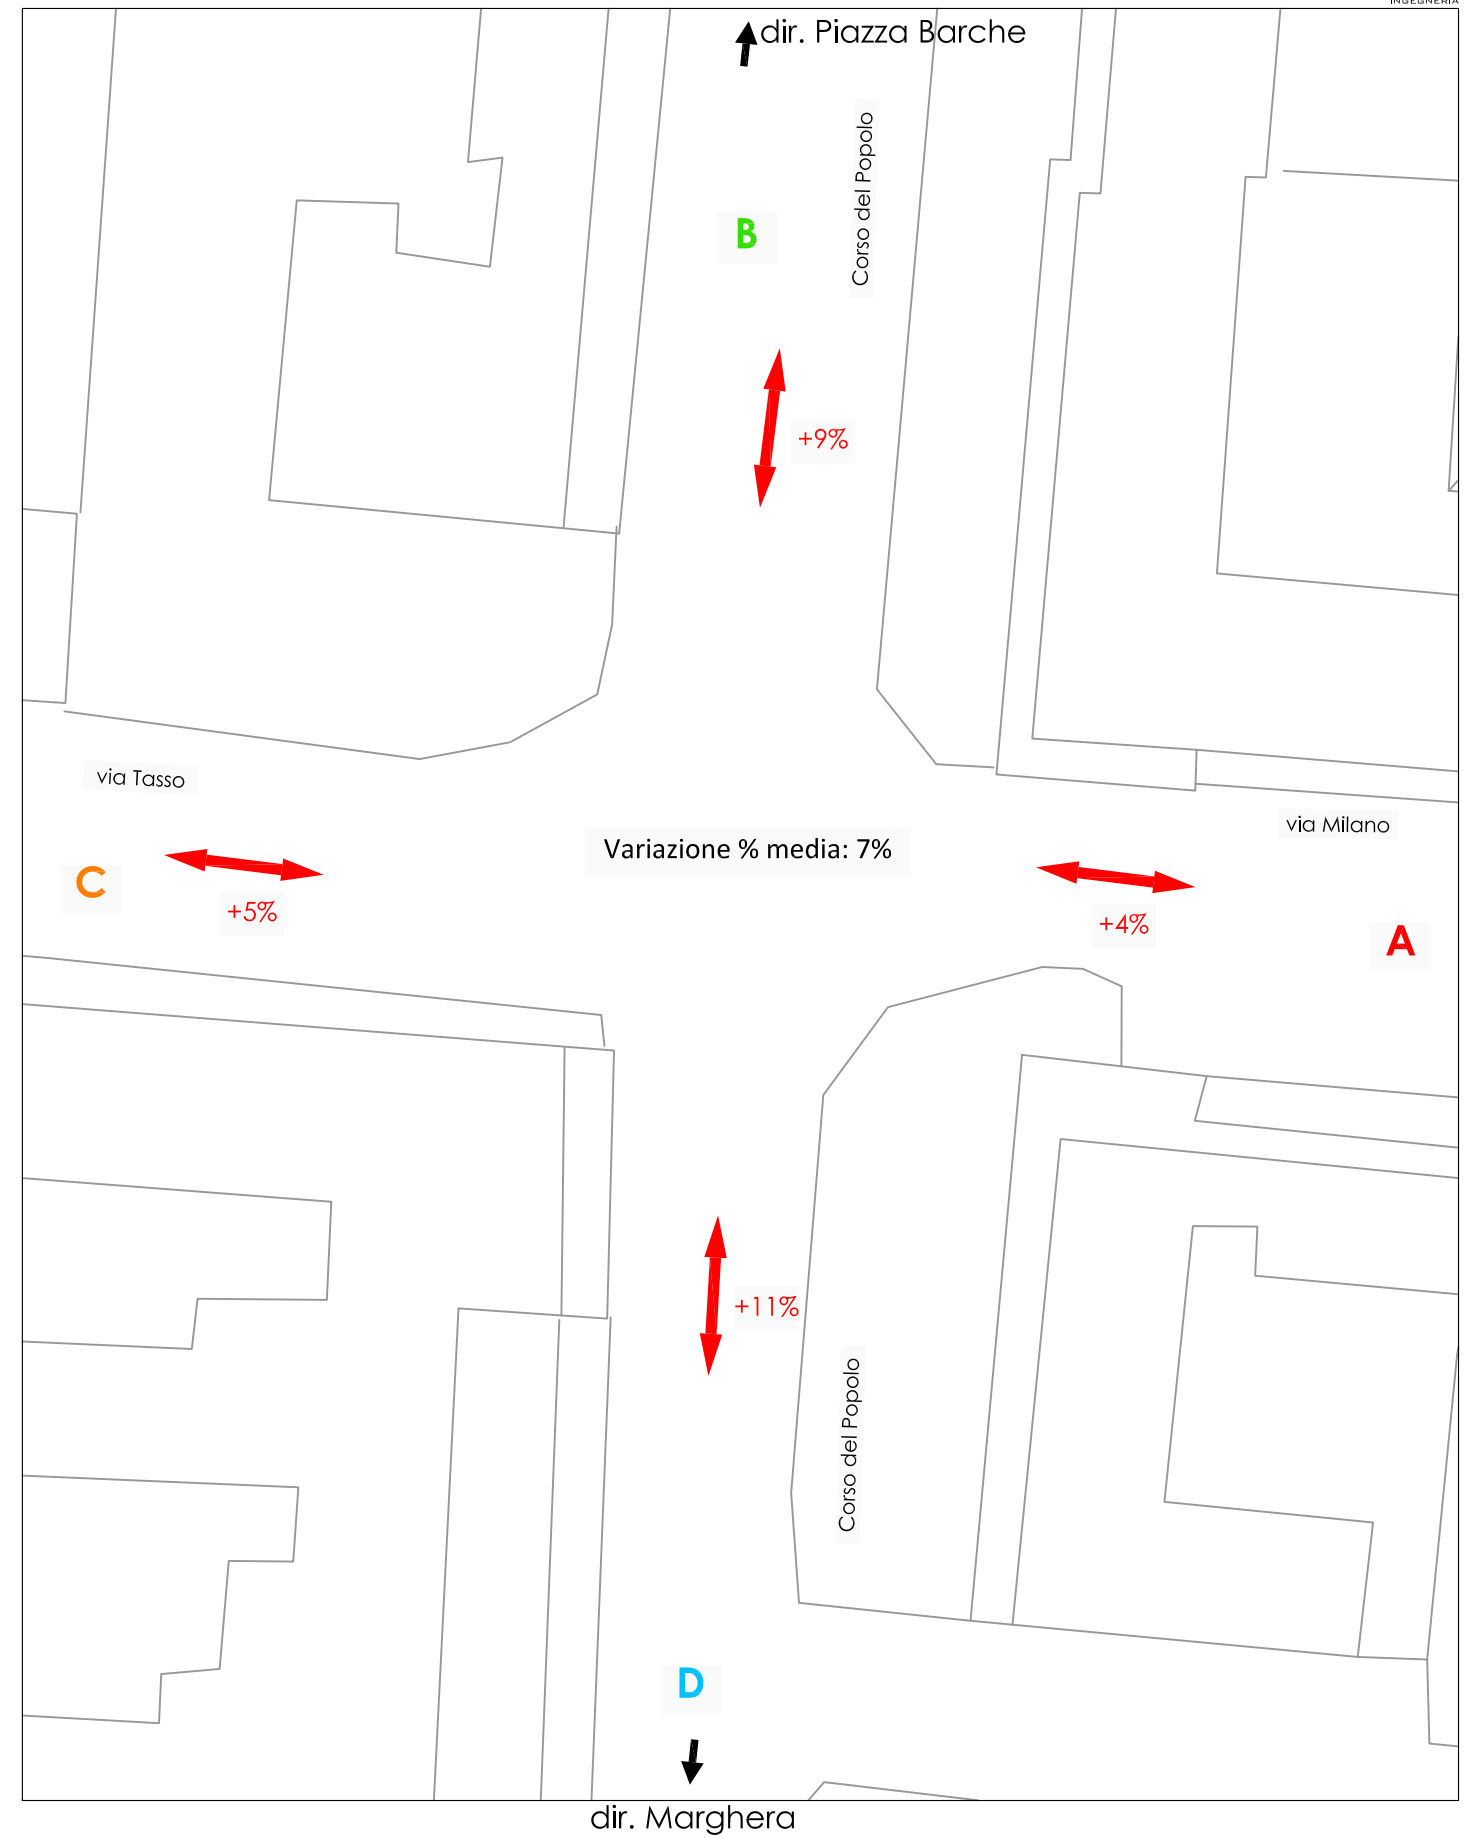 INGEGNERIA
dir. Piazza Barche
Corso del Popolo
B
+9%
via Tasso
via Milano
Variazione % media: 7%
C
+5%
+4%
A
+11%
Corso del Popolo
D
dir. Marghera